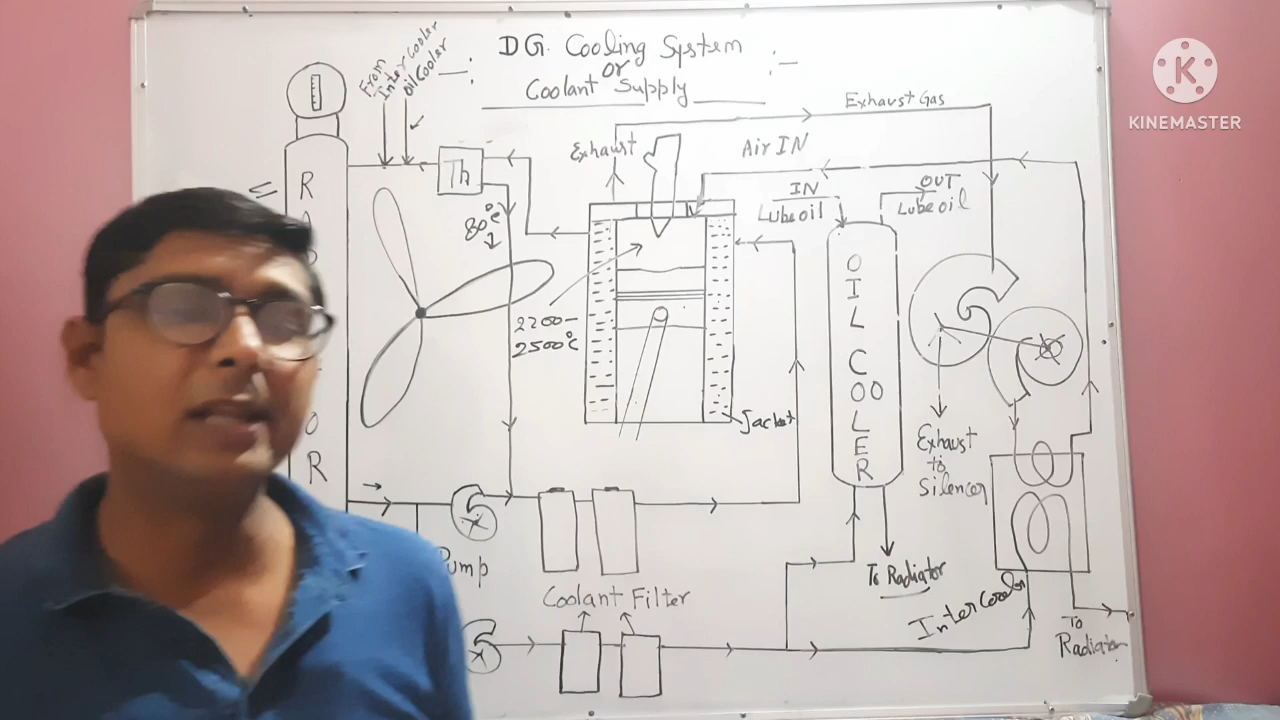 DG. Cooling System
or
Coolant Supply
From
Inter Cooler
Oil Cooler
K
KINEMASTER
Exhaust Gas
Exhaust
Air IN
IN
Lube oil
OUT
Lube oil
Th
80°C
R
O
R
2200-
2500°C
Jacket
OIL COOLER
Exhaust
to
Silencer
Pump
Coolant Filter
To Radiator
Inter Cooler
To
Radiator